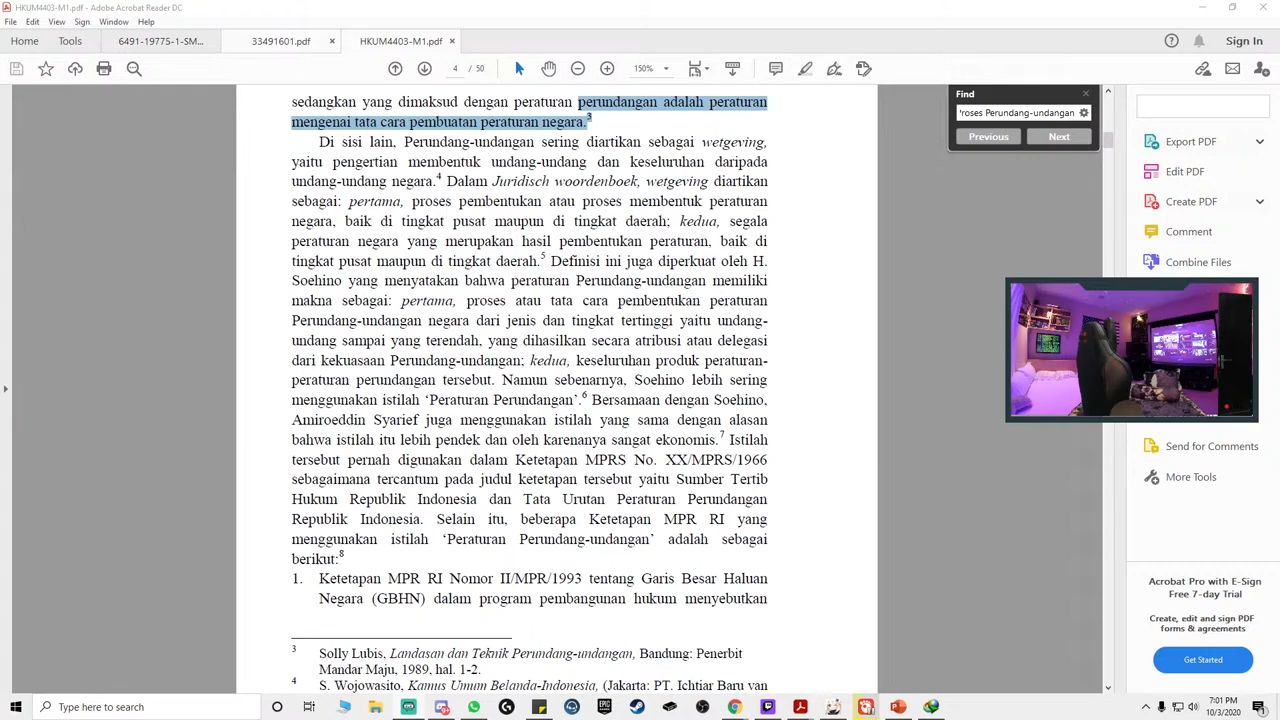 HKUM4403-M1.pdf - Adobe Acrobat Reader DC
File Edit View Sign Window Help
Home Tools 6491-19775-1-SM... 33491601.pdf HKUM4403-M1.pdf Sign In
4 / 50 150%
Find
'roses Perundang-undangan
Previous Next
sedangkan yang dimaksud dengan peraturan perundangan adalah peraturan
mengenai tata cara pembuatan peraturan negara.3
Di sisi lain, Perundang-undangan sering diartikan sebagai wetgeving,
yaitu pengertian membentuk undang-undang dan keseluruhan daripada
undang-undang negara.4 Dalam Juridisch woordenboek, wetgeving diartikan
sebagai: pertama, proses pembentukan atau proses membentuk peraturan
negara, baik di tingkat pusat maupun di tingkat daerah; kedua, segala
peraturan negara yang merupakan hasil pembentukan peraturan, baik di
tingkat pusat maupun di tingkat daerah.5 Definisi ini juga diperkuat oleh H.
Soehino yang menyatakan bahwa peraturan Perundang-undangan memiliki
makna sebagai: pertama, proses atau tata cara pembentukan peraturan
Perundang-undangan negara dari jenis dan tingkat tertinggi yaitu undang-
undang sampai yang terendah, yang dihasilkan secara atribusi atau delegasi
dari kekuasaan Perundang-undangan; kedua, keseluruhan produk peraturan-
peraturan perundangan tersebut. Namun sebenarnya, Soehino lebih sering
menggunakan istilah ‘Peraturan Perundangan’.6 Bersamaan dengan Soehino,
Amiroeddin Syarief juga menggunakan istilah yang sama dengan alasan
bahwa istilah itu lebih pendek dan oleh karenanya sangat ekonomis.7 Istilah
tersebut pernah digunakan dalam Ketetapan MPRS No. XX/MPRS/1966
sebagaimana tercantum pada judul ketetapan tersebut yaitu Sumber Tertib
Hukum Republik Indonesia dan Tata Urutan Peraturan Perundangan
Republik Indonesia. Selain itu, beberapa Ketetapan MPR RI yang
menggunakan istilah ‘Peraturan Perundang-undangan’ adalah sebagai
berikut:8
1. Ketetapan MPR RI Nomor II/MPR/1993 tentang Garis Besar Haluan
Negara (GBHN) dalam program pembangunan hukum menyebutkan
3 Solly Lubis, Landasan dan Teknik Perundang-undangan, Bandung: Penerbit
Mandar Maju, 1989, hal. 1-2.
4 S. Wojowasito, Kamus Umum Belanda-Indonesia, (Jakarta: PT. Ichtiar Baru van
Export PDF
Edit PDF
Create PDF
Comment
Combine Files
Send for Comments
More Tools
Acrobat Pro with E-Sign
Free 7-day Trial
Create, edit and sign PDF
forms & agreements
Get Started
Type here to search
7:01 PM
10/3/2020